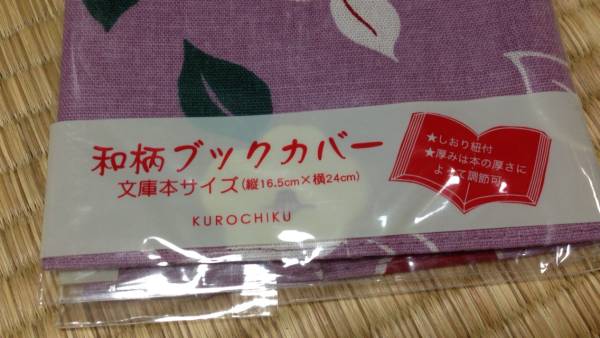 和柄ブックカバー
文庫本サイズ(縦16.5cm×横24cm)
KUROCHIKU
★しおり紐付
★厚みは本の厚さに
よって調節可